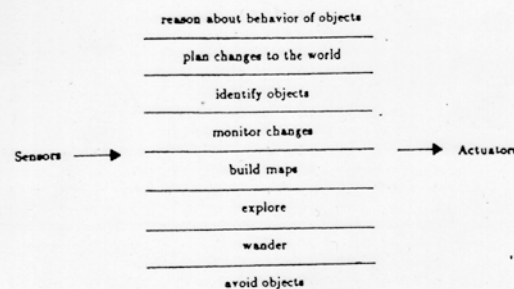 reason about behavior of objects
plan changes to the world
identify objects
monitor changes
Sensors
Actuators
build maps
explore
wander
avoid objects